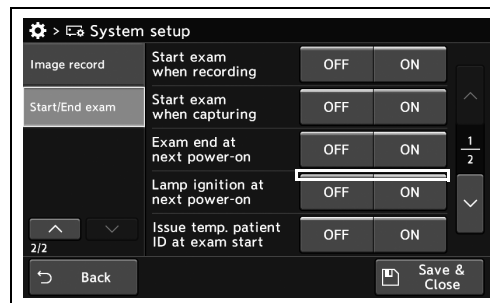 > System setup
Image record
Start/End exam
2/2
Start exam
when recording
OFF ON
Start exam
when capturing
OFF ON
Exam end at
next power-on
OFF ON
Lamp ignition at
next power-on
OFF ON
Issue temp. patient
ID at exam start
OFF ON
1
2
Back
Save &
Close